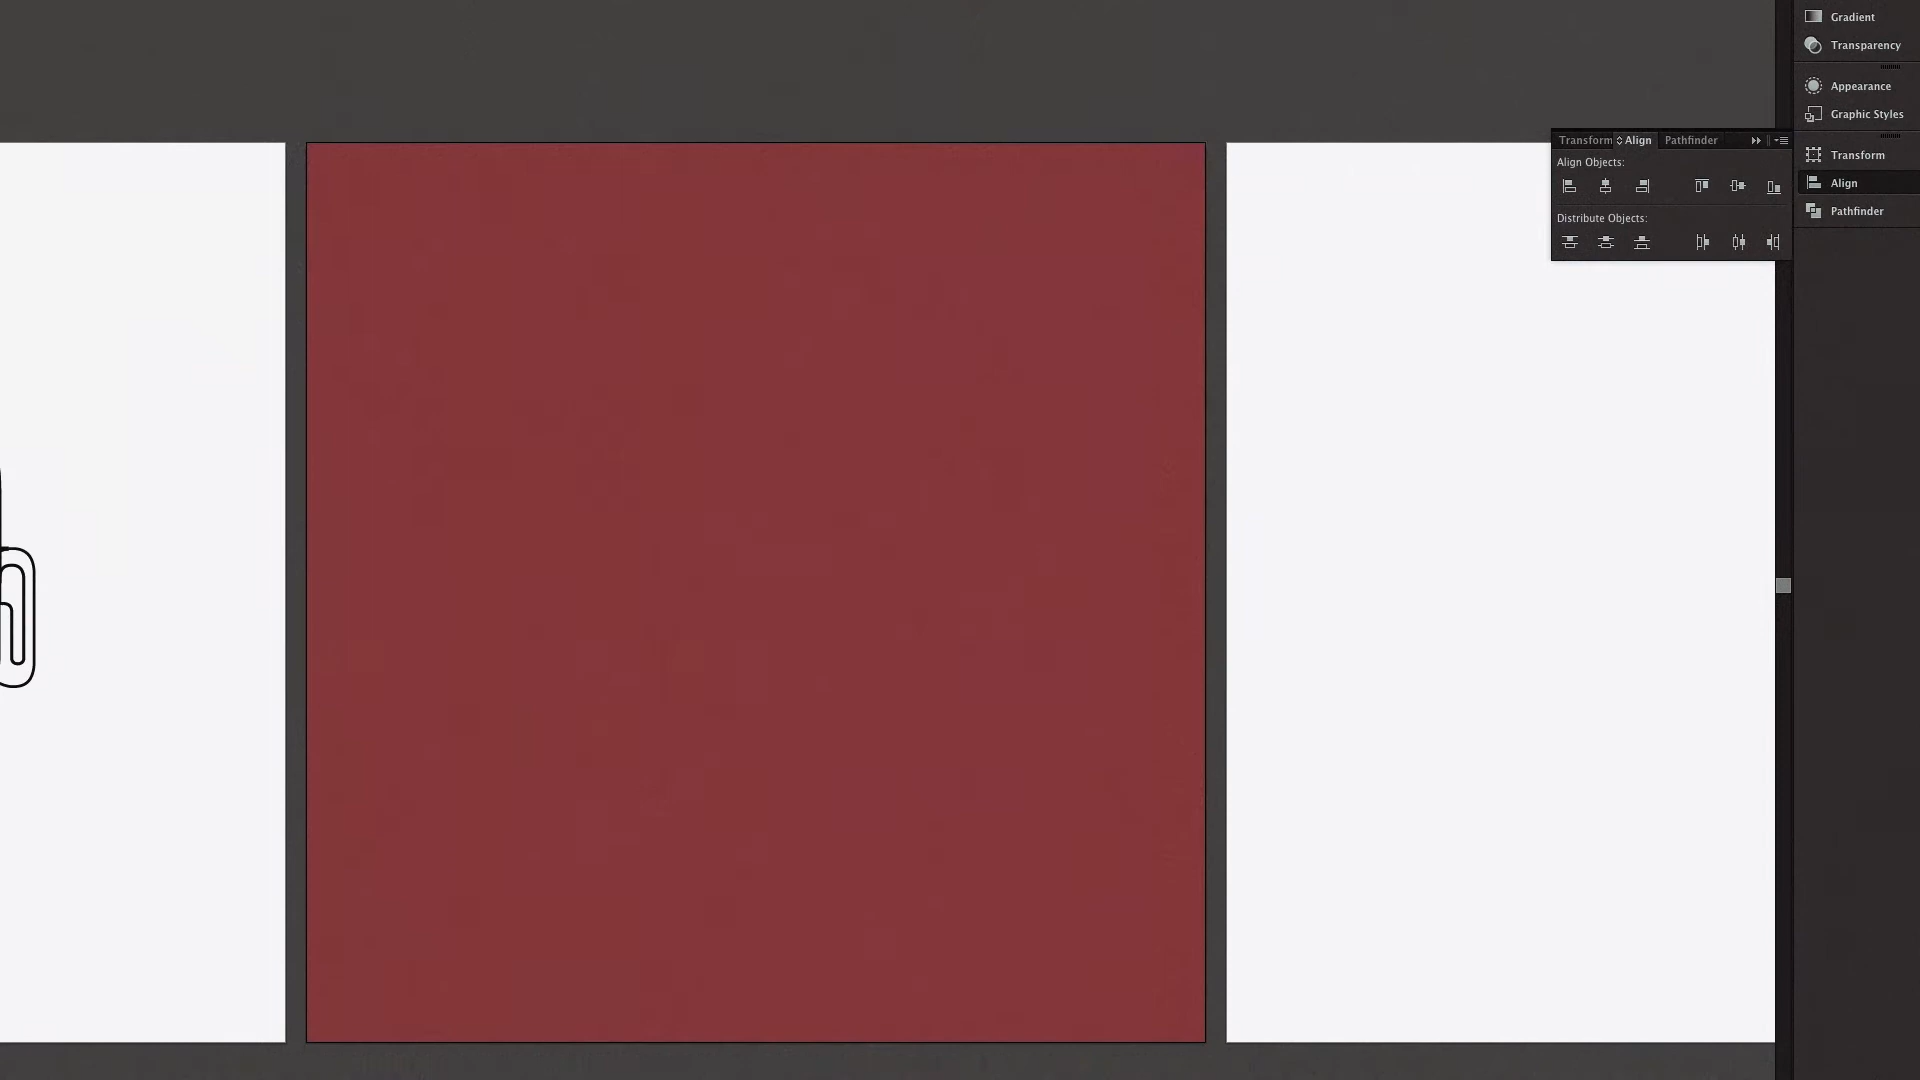 Gradient
Transparency
Appearance
Graphic Styles
Transform
Align
Pathfinder
Transform Align Pathfinder
Align Objects:
Distribute Objects: